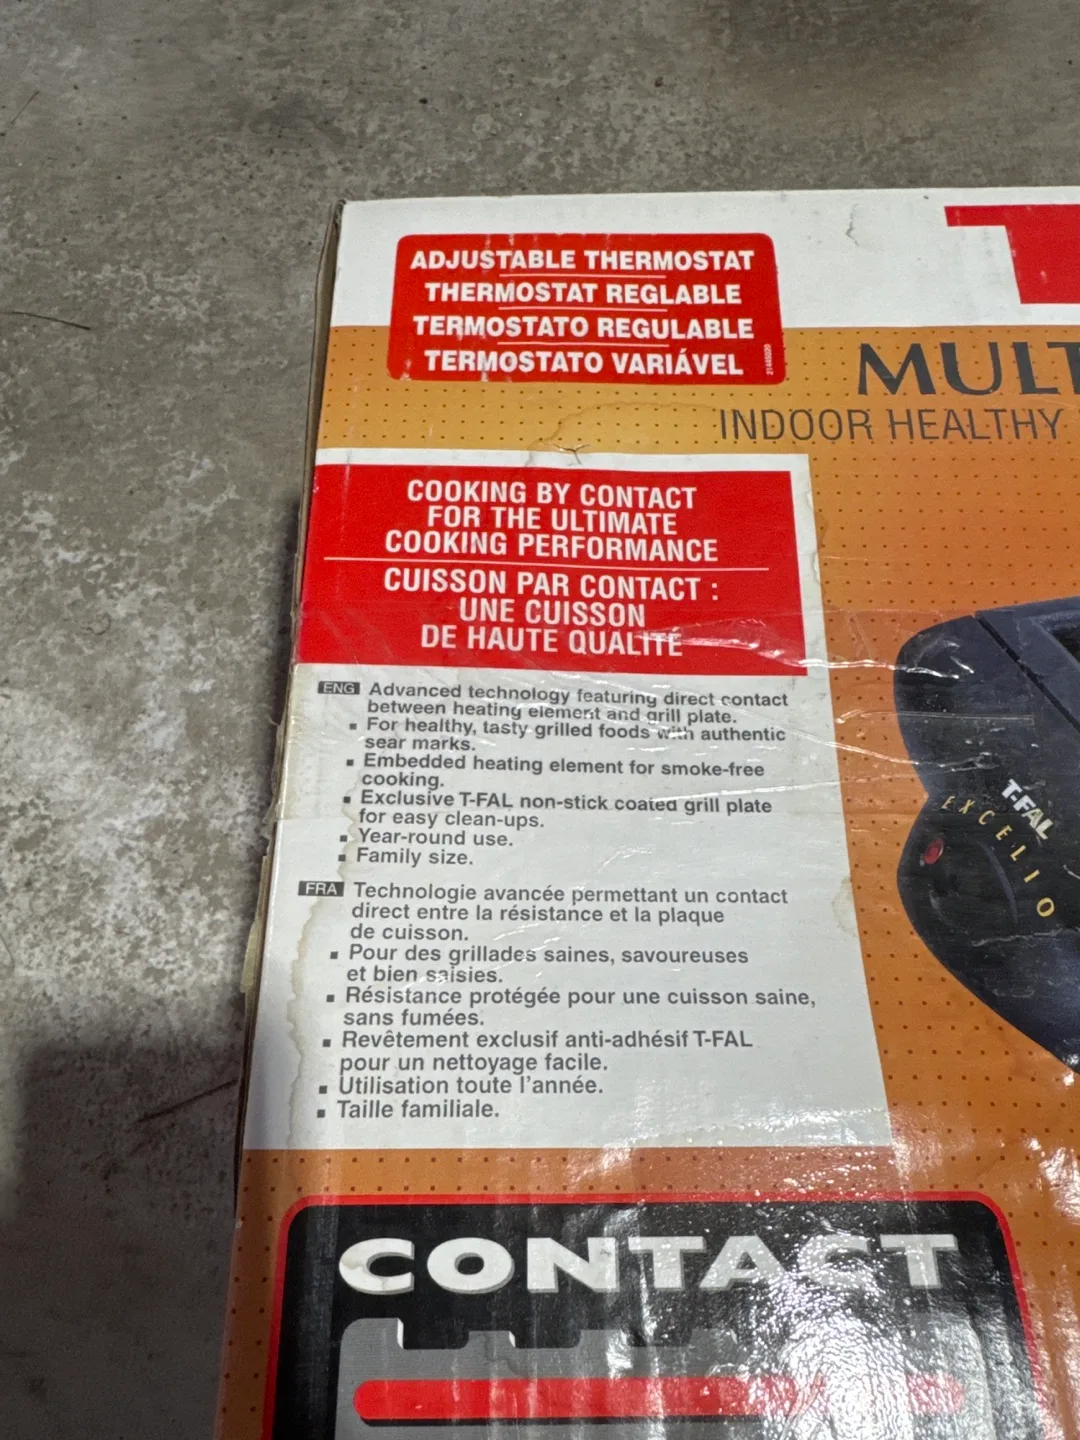 ADJUSTABLE THERMOSTAT
THERMOSTAT REGLABLE
TERMOSTATO REGULABLE
TERMOSTATO VARIÁVEL
INDOOR HEALTHY
COOKING BY CONTACT
FOR THE ULTIMATE
COOKING PERFORMANCE
CUISSON PAR CONTACT :
UNE CUISSON
DE HAUTE QUALITE
ENG Advanced technology featuring direct contact
between heating element and grill plate.
▪ For healthy, tasty grilled foods with authentic
sear marks.
▪ Embedded heating element for smoke-free
cooking.
▪ Exclusive T-FAL non-stick coated grill plate
for easy clean-ups.
▪ Year-round use.
▪ Family size.
FRA Technologie avancée permettant un contact
direct entre la résistance et la plaque
de cuisson.
▪ Pour des grillades saines, savoureuses
et bien saisies.
▪ Résistance protégée pour une cuisson saine,
sans fumées.
▪ Revêtement exclusif anti-adhésif T-FAL
pour un nettoyage facile.
▪ Utilisation toute l'année.
▪ Taille familiale.
T-FAL
EXCELIO
CONTACT